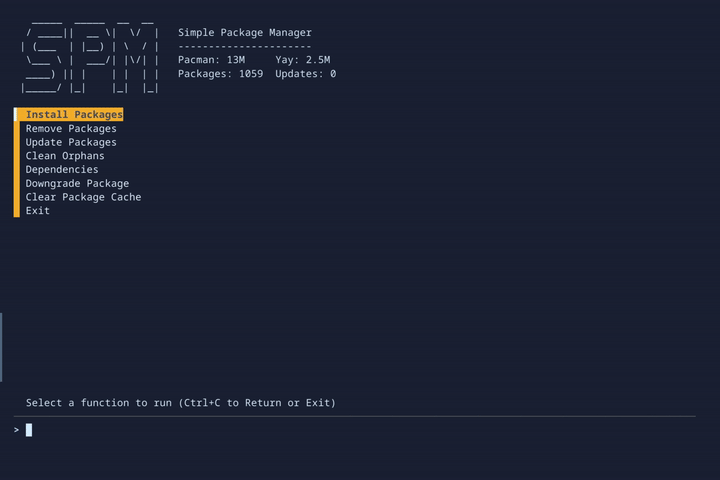 SPM
Simple Package Manager
----------------------
Pacman: 13M     Yay: 2.5M
Packages: 1059  Updates: 0
Install Packages
Remove Packages
Update Packages
Clean Orphans
Dependencies
Downgrade Package
Clear Package Cache
Exit
Select a function to run (Ctrl+C to Return or Exit)
>